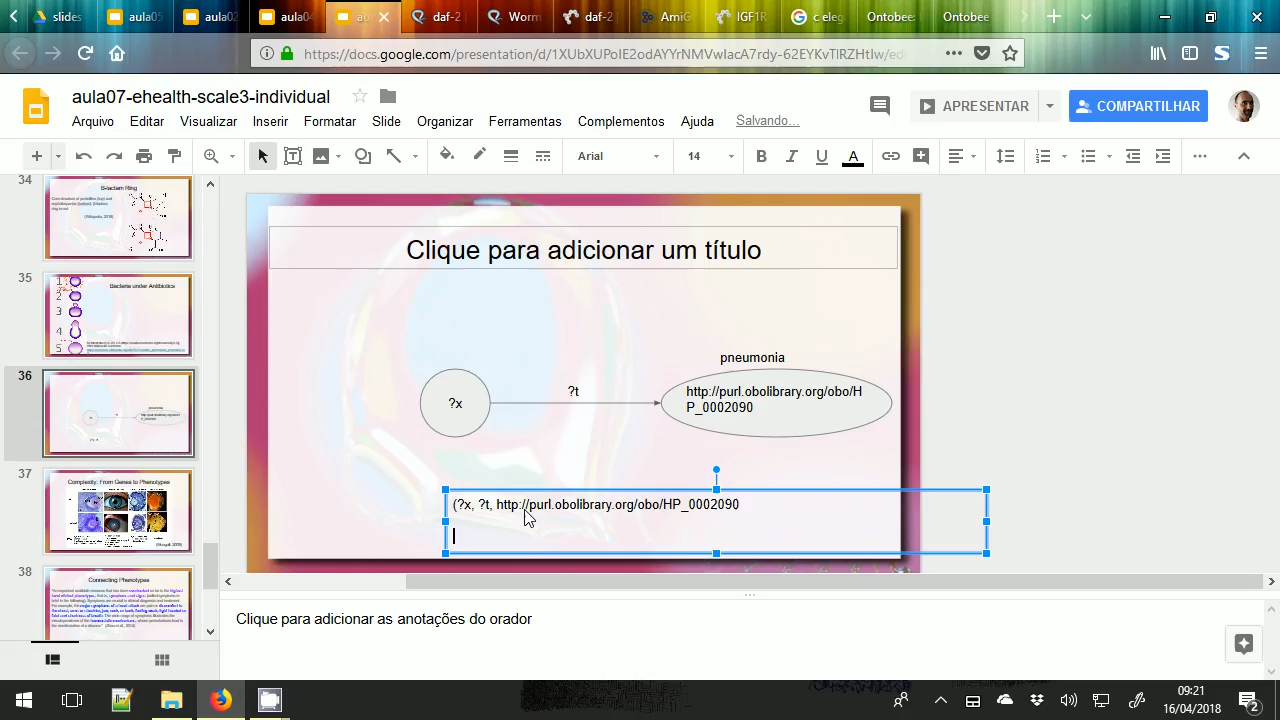 slides
aula05
aula02
aula04
daf-2
Worm
daf-2
AmiG
IGF1R
c eleg
Ontobee:
Ontobee
https://docs.google.com/presentation/d/1XUbXUPoIE2odAYYrNMVwIacA7rdy-62EYKvTlRZHtIw/ed
aula07-ehealth-scale3-individual
APRESENTAR
COMPARTILHAR
Arquivo Editar Visualizar Inserir Formatar Slide Organizar Ferramentas Complementos Ajuda Salvando...
Arial
14
B I U A
34
35
Bacteria under Antibiotics
36
37
Complexity: From Genes to Phenotypes
38
Connecting Phenotypes
Clique para adicionar um título
pneumonia
?x
?t
http://purl.obolibrary.org/obo/H
P_0002090
(?x, ?t, http://purl.obolibrary.org/obo/HP_0002090
Clique para adicionar as anotações do orador
09:21
16/04/2018
2